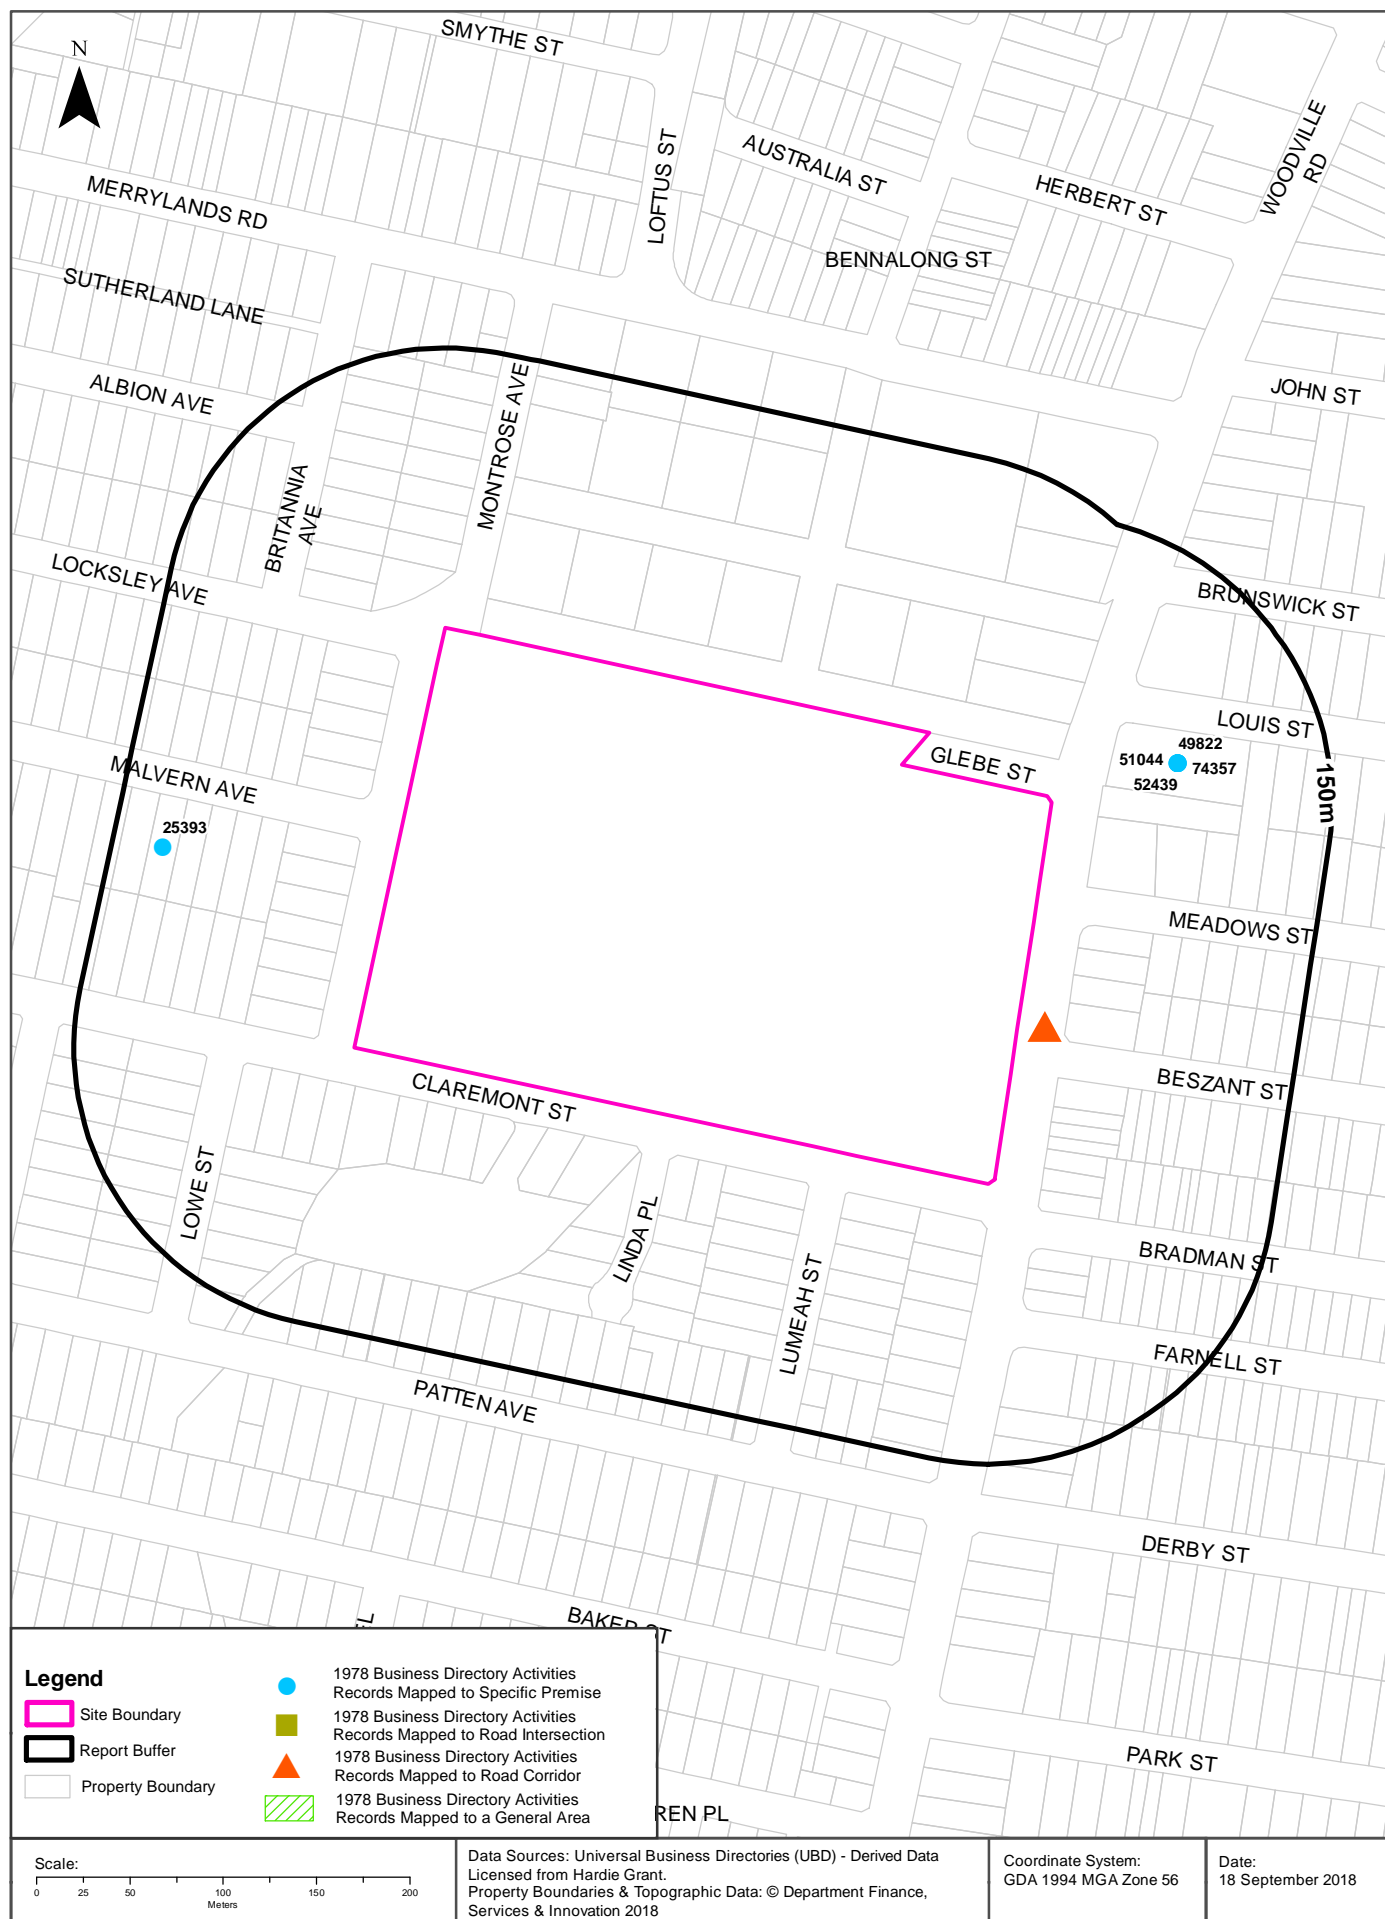 SMYTHE ST
N
WOODVILLE
RD
LOFTUS ST
AUSTRALIA ST
HERBERT ST
MERRYLANDS RD
BENNALONG ST
SUTHERLAND LANE
JOHN ST
ALBION AVE
MONTROSE AVE
BRITANNIA
AVE
LOCKSLEY AVE
BRUNSWICK ST
LOUIS ST
49822
51044
74357
52439
GLEBE ST
150m
MALVERN AVE
25393
MEADOWS ST
BESZANT ST
CLAREMONT ST
LOWE ST
LINDA PL
LUMEAH ST
BRADMAN ST
FARNELL ST
PATTEN AVE
DERBY ST
BAKER ST
EL
PARK ST
REN PL
Legend
Site Boundary
Report Buffer
Property Boundary
1978 Business Directory Activities
Records Mapped to Specific Premise
1978 Business Directory Activities
Records Mapped to Road Intersection
1978 Business Directory Activities
Records Mapped to Road Corridor
1978 Business Directory Activities
Records Mapped to a General Area
Scale:
0 25 50 100 150 200
Meters
Data Sources: Universal Business Directories (UBD) - Derived Data
Licensed from Hardie Grant.
Property Boundaries & Topographic Data: © Department Finance,
Services & Innovation 2018
Coordinate System:
GDA 1994 MGA Zone 56
Date:
18 September 2018